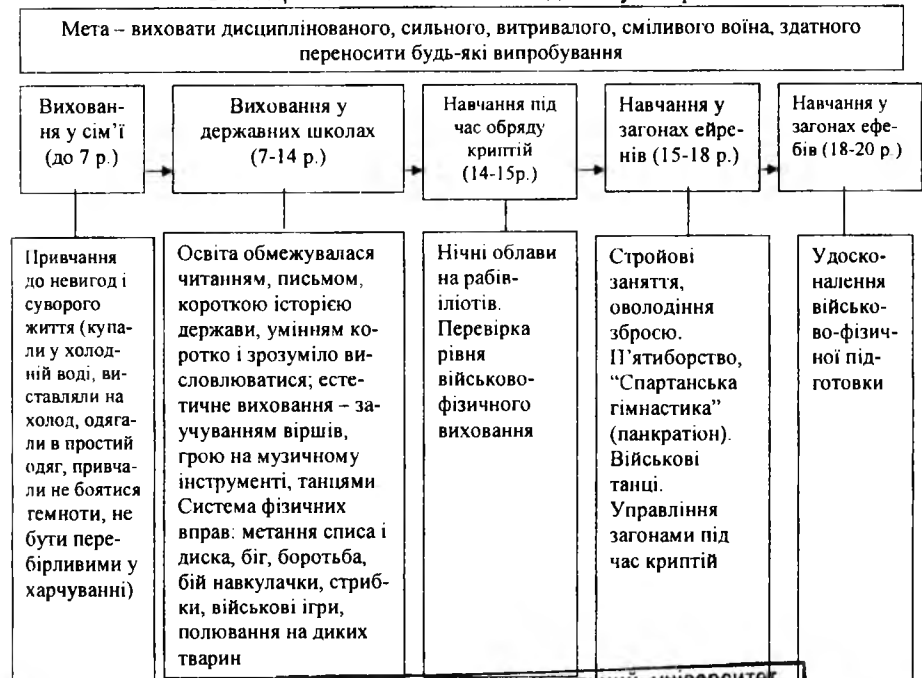 Мета – виховати дисциплінованого, сильного, витривалого, сміливого воїна, здатного
переносити будь-які випробування
Вихован-
ня у сім’ї
(до 7 р.)
Виховання у
державних школах
(7-14 р.)
Навчання під
час обряду
криптій
(14-15р.)
Навчання у
загонах ейре-
нів (15-18 р.)
Навчання у
загонах ефе-
бів (18-20 р.)
Привчання
до невигод і
суворого
життя (купа-
ли у холод-
ній воді, ви-
ставляли на
холод, одяга-
ли в простий
одяг, привча-
ли не боятися
темноти, не
бути пере-
бірливими у
харчуванні)
Освіта обмежувалася
читанням, письмом,
короткою історією
держави, умінням ко-
ротко і зрозуміло ви-
словлюватися; есте-
тичне виховання – за-
учуванням віршів,
грою на музичному
інструменті, танцями
Система фізичних
вправ: метання списа і
диска, біг, боротьба,
бій навкулачки, стриб-
ки, військові ігри,
полювання на диких
тварин
Нічні облави
на рабів-
ілотів.
Перевірка
рівня
військово-
фізичного
виховання
Стройові
заняття,
оволодіння
зброєю.
П’ятиборство,
“Спартанська
гімнастика”
(панкратіон).
Військові
танці.
Управління
загонами під
час криптій
Удоско-
налення
військо-
во-фізич-
ної під-
готовки
університет